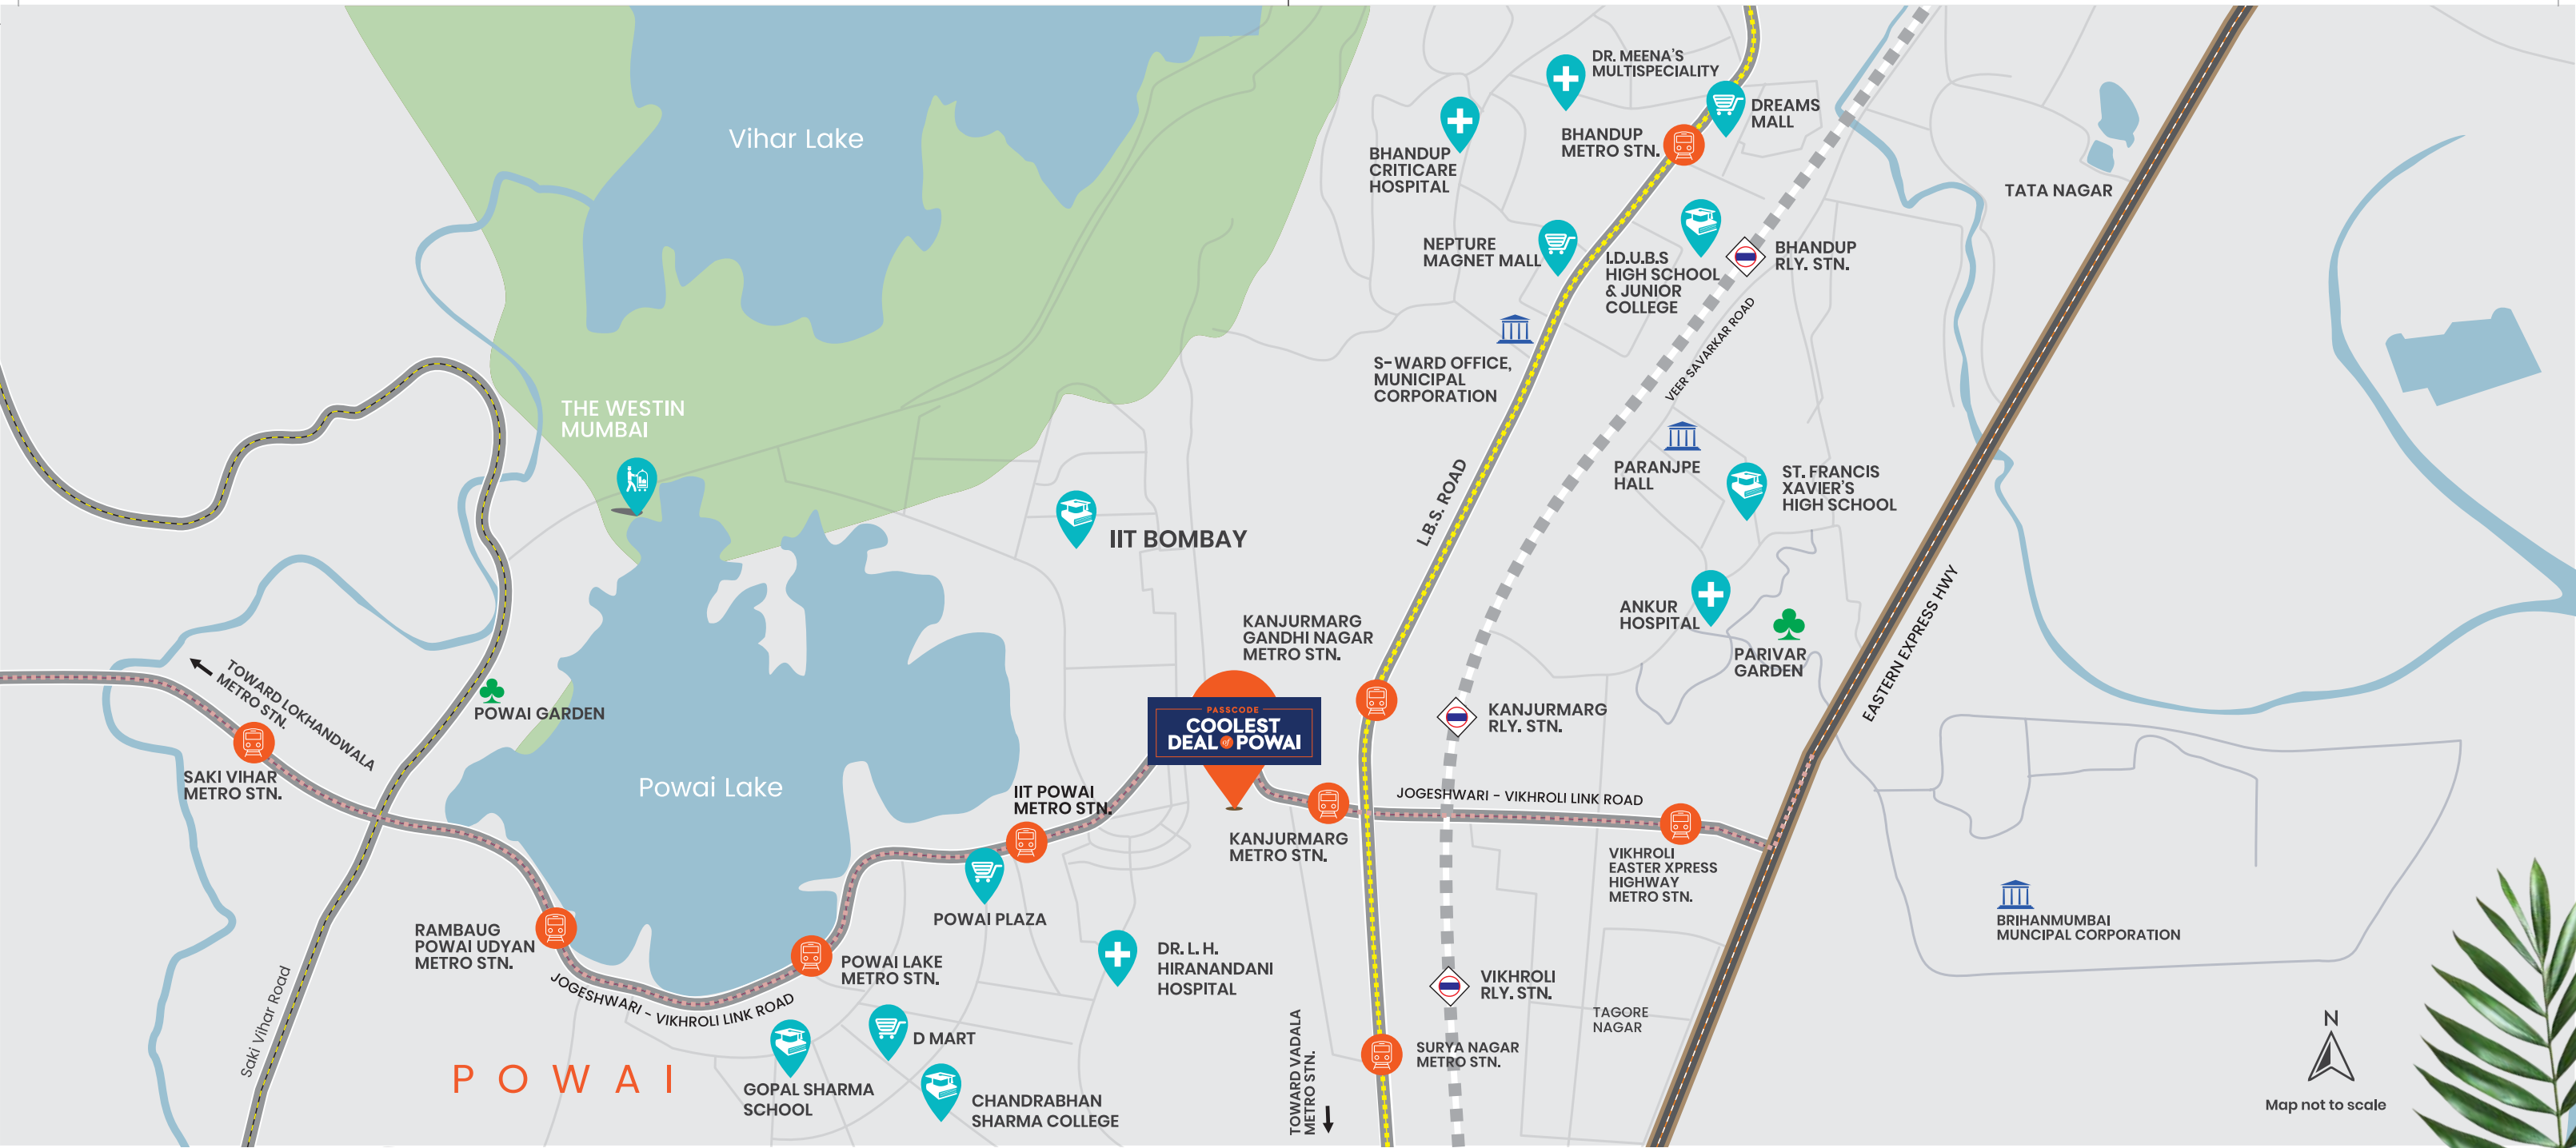 Vihar Lake
DR. MEENA'S
MULTISPECIALITY
DREAMS
MALL
BHANDUP
METRO STN.
BHANDUP
CRITICARE
HOSPITAL
TATA NAGAR
NEPTURE
MAGNET MALL
I.D.U.B.S
HIGH SCHOOL
& JUNIOR
COLLEGE
BHANDUP
RLY. STN.
VEER SAVARKAR ROAD
S-WARD OFFICE,
MUNICIPAL
CORPORATION
THE WESTIN
MUMBAI
PARANJPE
HALL
ST. FRANCIS
XAVIER'S
HIGH SCHOOL
L.B.S. ROAD
IIT BOMBAY
ANKUR
HOSPITAL
PARIVAR
GARDEN
EASTERN EXPRESS HWY
KANJURMARG
GANDHI NAGAR
METRO STN.
TOWARD LOKHANDWALA
METRO STN.
POWAI GARDEN
PASSCODE
COOLEST
DEAL of POWAI
KANJURMARG
RLY. STN.
SAKI VIHAR
METRO STN.
Powai Lake
IIT POWAI
METRO STN.
JOGESHWARI - VIKHROLI LINK ROAD
KANJURMARG
METRO STN.
VIKHROLI
EASTER XPRESS
HIGHWAY
METRO STN.
POWAI PLAZA
BRIHANMUMBAI
MUNCIPAL CORPORATION
RAMBAUG
POWAI UDYAN
METRO STN.
POWAI LAKE
METRO STN.
DR. L. H.
HIRANANDANI
HOSPITAL
VIKHROLI
RLY. STN.
JOGESHWARI - VIKHROLI LINK ROAD
Saki Vihar Road
TAGORE
NAGAR
D MART
SURYA NAGAR
METRO STN.
TOWARD VADALA
METRO STN.
POWAI
GOPAL SHARMA
SCHOOL
CHANDRABHAN
SHARMA COLLEGE
N
Map not to scale